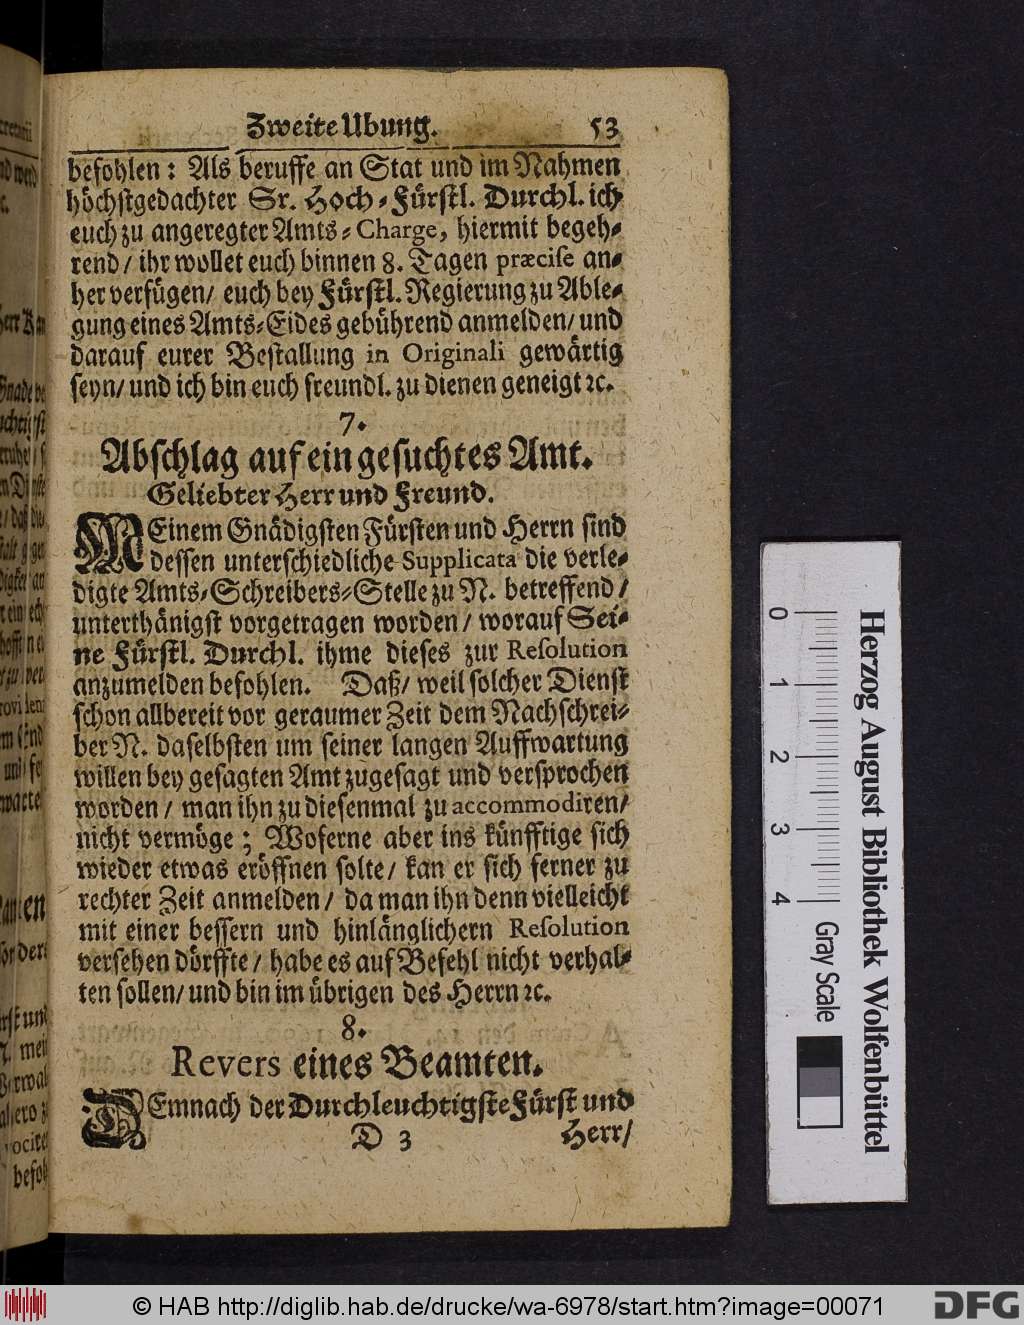 Zweite Ubung. 53
befohlen: Als beruffe an Stat und im Nahmen
höchstgedachter Sr. Hoch-Fürstl. Durchl. ich
euch zu angeregter Amts-Charge, hiermit begeh-
rend/ ihr wollet euch binnen 8. Tagen præcise an-
her verfügen/ euch bey Fürstl. Regierung zu Able-
gung eines Amts-Eides gebührend anmelden/ und
darauf eurer Bestallung in Originali gewärtig
seyn/ und ich bin euch freundl. zu dienen geneigt ꝛc.
7.
Abschlag auf ein gesuchtes Amt.
Geliebter Herr und Freund.
MEinem Gnädigsten Fürsten und Herrn sind
dessen unterschiedliche Supplicata die verle-
digte Amts-Schreibers-Stelle zu N. betreffend/
unterthänigst vorgetragen worden/ worauf Sei-
ne Fürstl. Durchl. ihme dieses zur Resolution
anzumelden befohlen. Daß/ weil solcher Dienst
schon allbereit vor geraumer Zeit dem Nachschrei-
ber N. daselbsten um seiner langen Auffwartung
willen bey gesagten Amt zugesagt und versprochen
worden/ man ihn zu diesenmal zu accommodiren/
nicht vermöge; Woferne aber ins künfftige sich
wieder etwas eröffnen solte/ kan er sich ferner zu
rechter Zeit anmelden/ da man ihn denn vielleicht
mit einer bessern und hinlänglichern Resolution
versehen dörffte/ habe es auf Befehl nicht verhal-
ten sollen/ und bin im übrigen des Herrn ꝛc.
8.
Revers eines Beamten.
DEmnach der Durchleuchtigste Fürst und
D 3 Herr/
0 1 2 3 4 Gray Scale
Herzog August Bibliothek Wolfenbüttel
© HAB http://diglib.hab.de/drucke/wa-6978/start.htm?image=00071
DFG